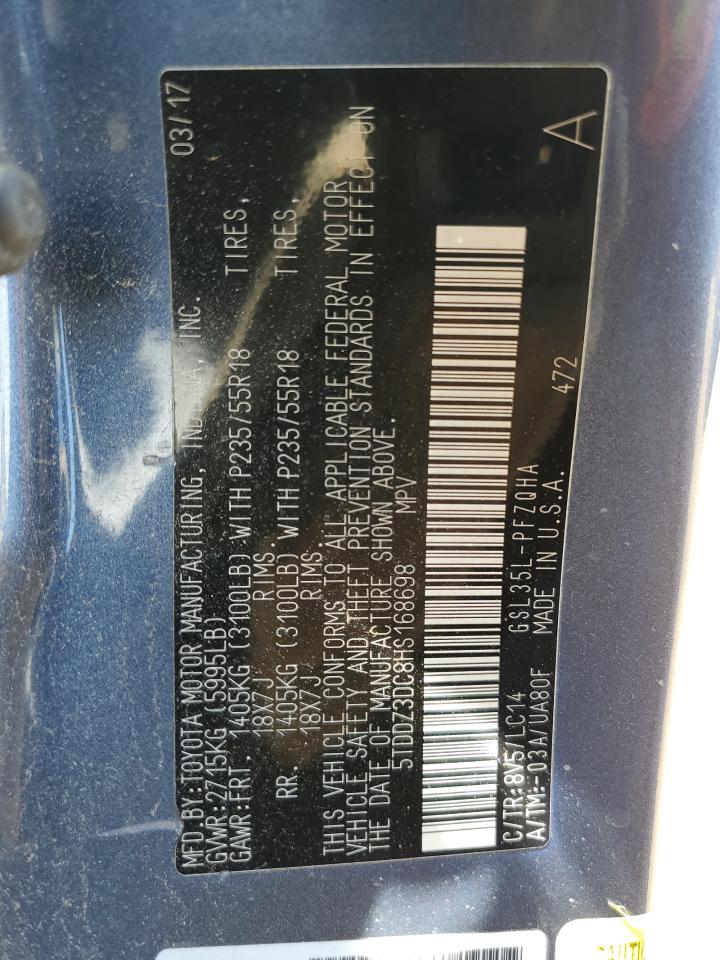 MFD BY:TOYOTA MOTOR MANUFACTURING, INDIANA, INC. 03/17
GVWR:2715KG (5995LB)
GAWR:FRT. 1405KG (3100LB) WITH P235/55R18 TIRES,
18X7J RIMS.
RR. 1405KG (3100LB) WITH P235/55R18 TIRES,
18X7J RIMS.
THIS VEHICLE CONFORMS TO ALL APPLICABLE FEDERAL MOTOR
VEHICLE SAFETY AND THEFT PREVENTION STANDARDS IN EFFECT ON
THE DATE OF MANUFACTURE SHOWN ABOVE.
5TDDZ3DC8HS168698 MPV
C/TR:8V5/LC14 GSL35L-PFZQHA 472
A/TM:-03A/UA80F MADE IN U.S.A. A